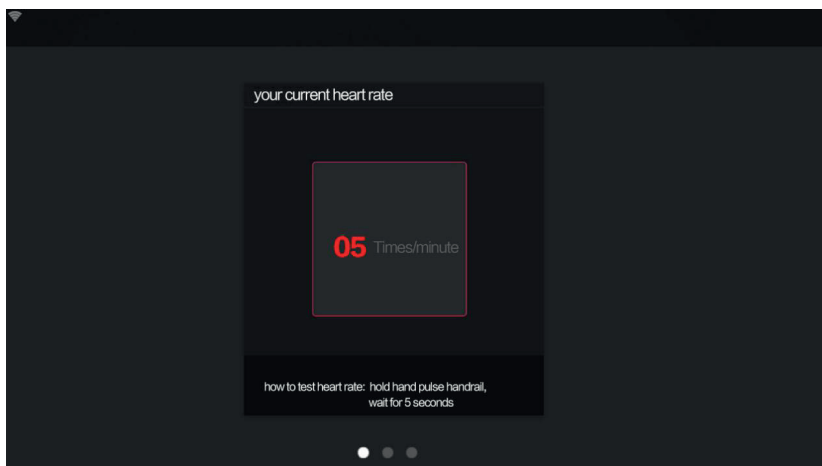 your current heart rate
05 Times/minute
how to test heart rate: hold hand pulse handrail,
wait for 5 seconds